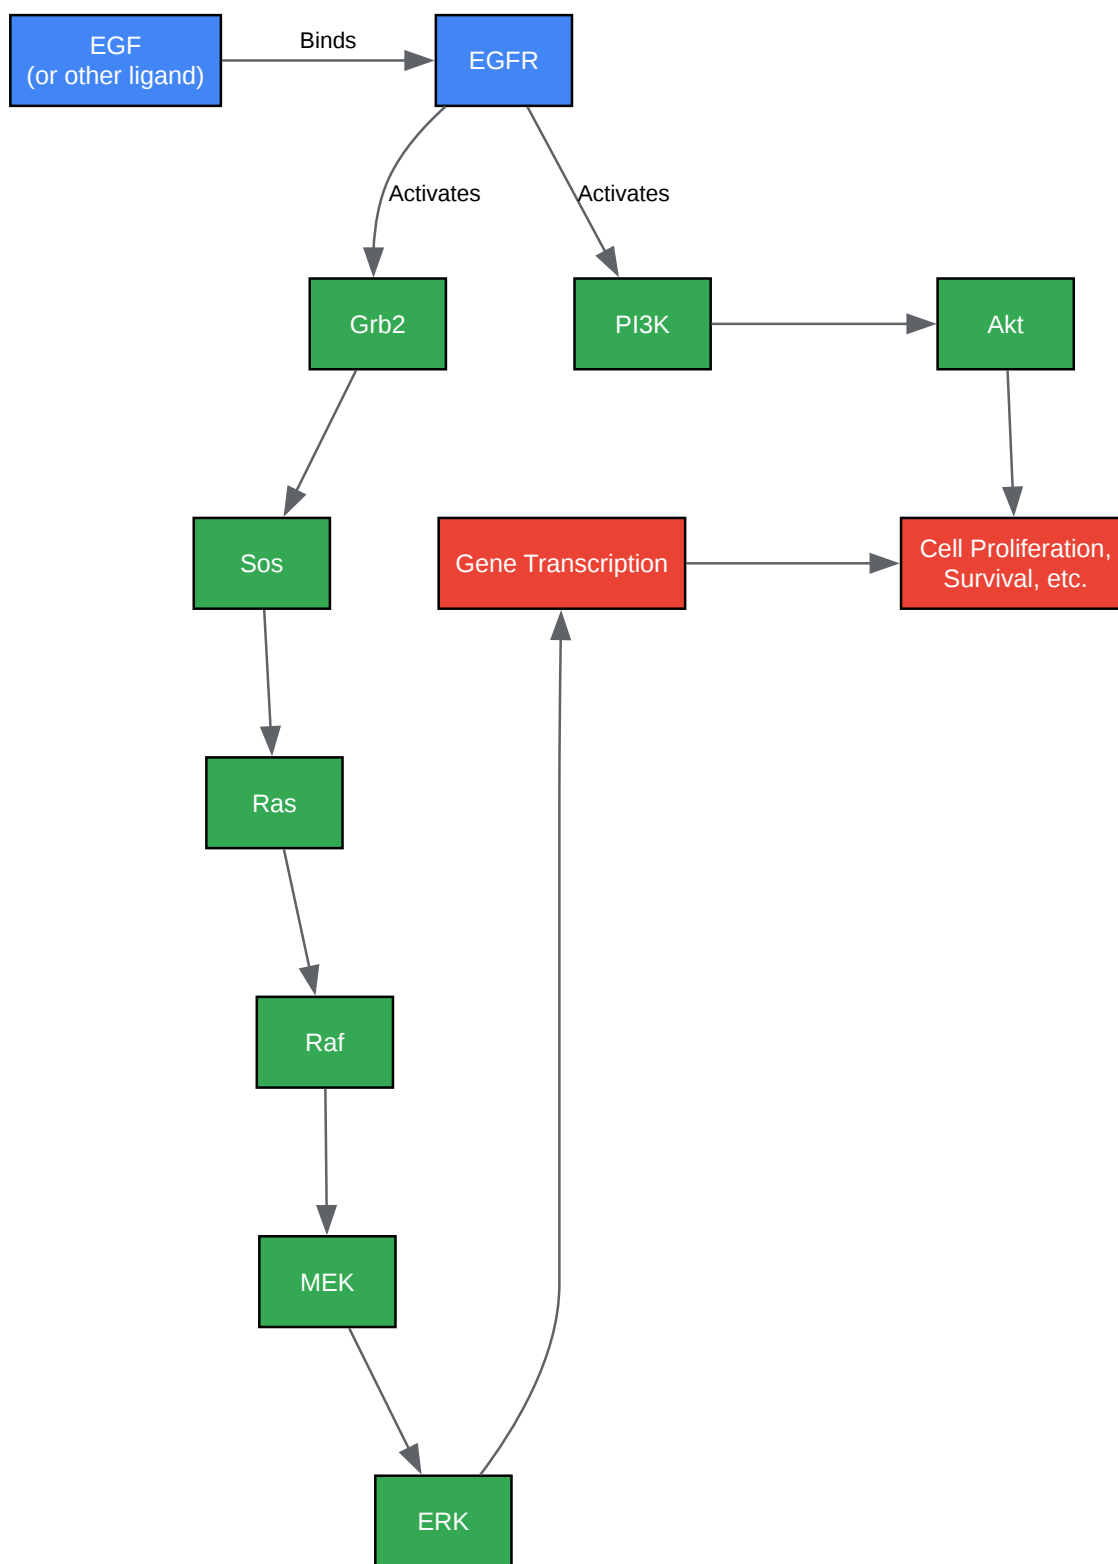 EGF
(or other ligand)
Binds
EGFR
Activates
Activates
Grb2
PI3K
Akt
Sos
Gene Transcription
Cell Proliferation,
Survival, etc.
Ras
Raf
MEK
ERK